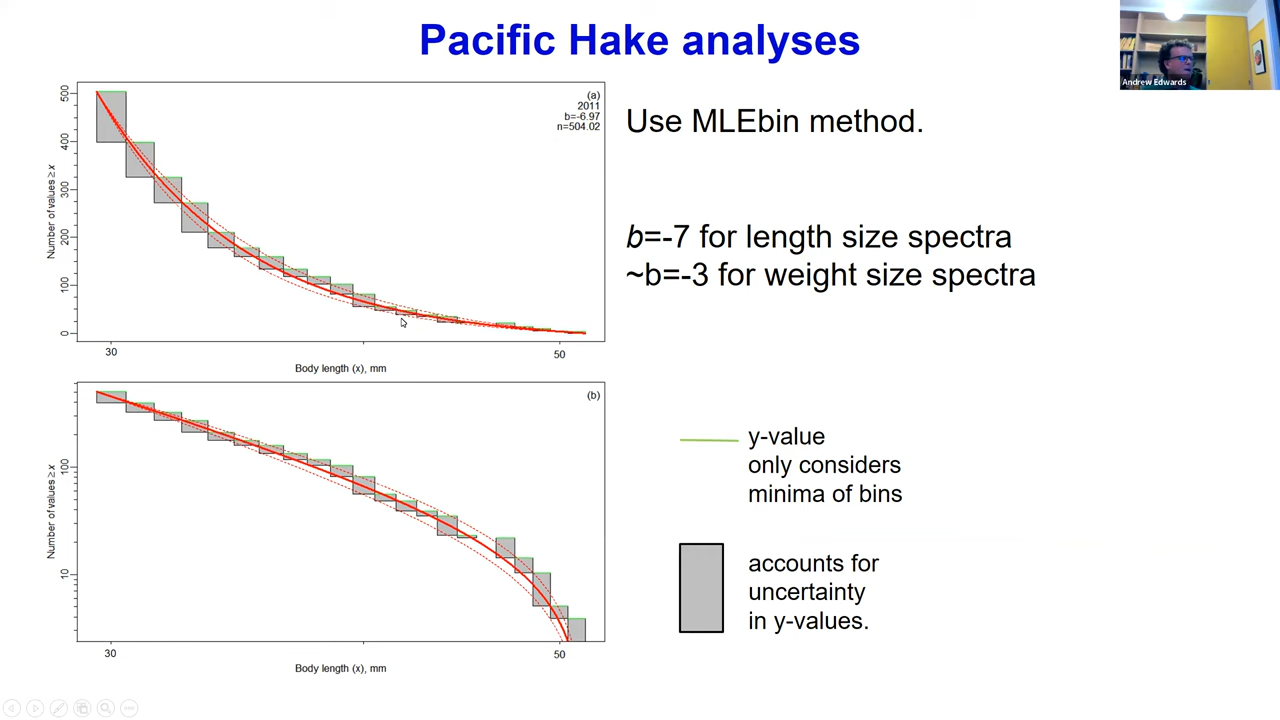 Pacific Hake analyses
Andrew Edwards
500
400
300
200
100
0
Number of values ≥ x
(a)
2011
b=-6.97
n=504.02
30
50
Body length (x), mm
Use MLEbin method.
b=-7 for length size spectra
~b=-3 for weight size spectra
100
10
Number of values ≥ x
(b)
30
50
Body length (x), mm
y-value
only considers
minima of bins
accounts for
uncertainty
in y-values.